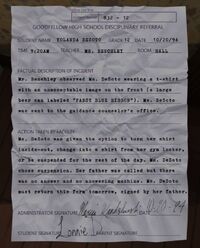 832 - 12
GOODFELLOW HIGH SCHOOL DISCIPLINARY REFERRAL
STUDENT NAME YOLANDA DESOTO GRADE 12 DATE 10/20/94
TIME 9:20AM TEACHER MS. BENCHLEY ROOM HALL
FACTUAL DESCRIPTION OF INCIDENT
Ms. Benchley observed Ms. DeSoto wearing a t-shirt
with an unacceptable image on the front (a large
beer can labeled "PABST BLUE RIBBON"). Ms. DeSoto
was sent to the guidance counselor's office.
ACTION TAKEN BY FACULTY
Ms. DeSoto was given the option to turn her shirt
inside-out, change into a shirt from her gym locker,
or be suspended for the rest of the day. Ms. DeSoto
chose suspension. Her father was called but there
was no answer and no answering machine. Ms. DeSoto
must return this form tomorrow, signed by her father.
ADMINISTRATOR SIGNATURE
STUDENT SIGNATURE PARENT SIGNATURE